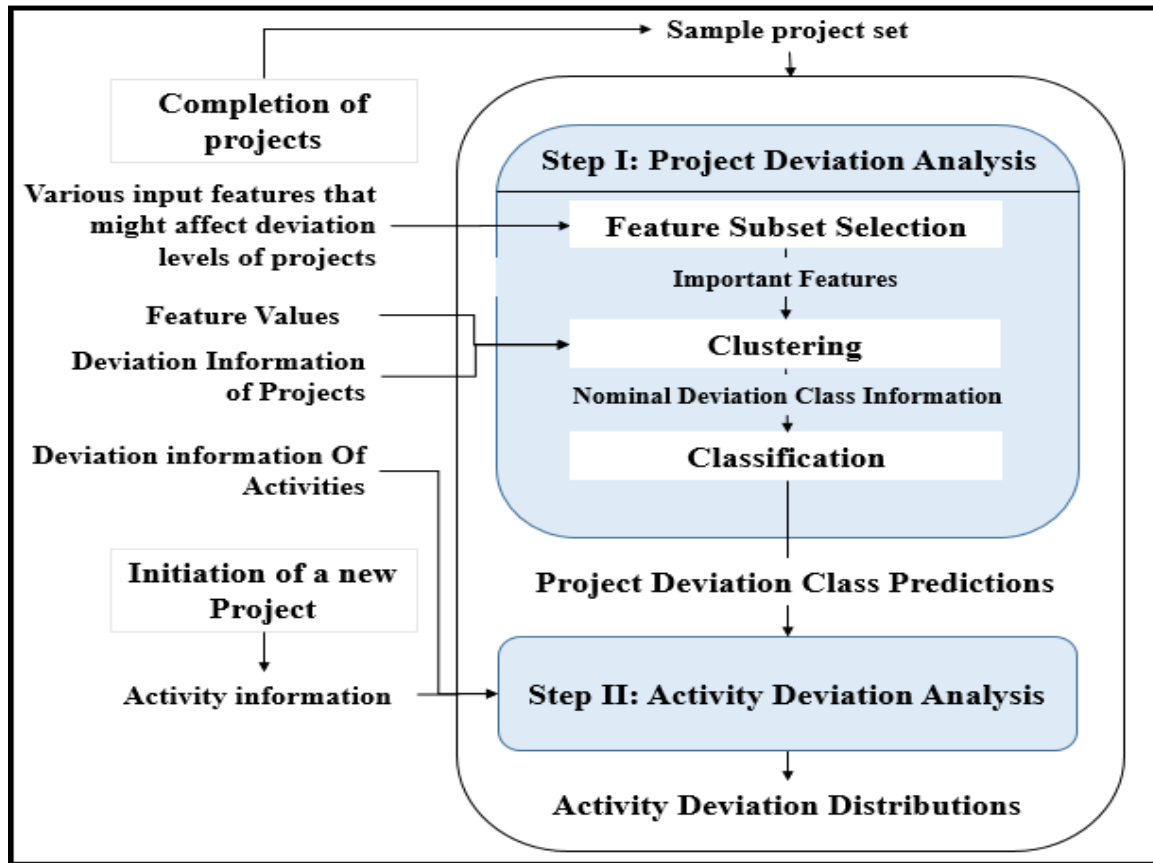 Sample project set
Completion of
projects
Step I: Project Deviation Analysis
Various input features that
might affect deviation
levels of projects
Feature Subset Selection
Important Features
Feature Values
Clustering
Deviation Information
of Projects
Nominal Deviation Class Information
Deviation information Of
Activities
Classification
Initiation of a new
Project
Project Deviation Class Predictions
Activity information
Step II: Activity Deviation Analysis
Activity Deviation Distributions